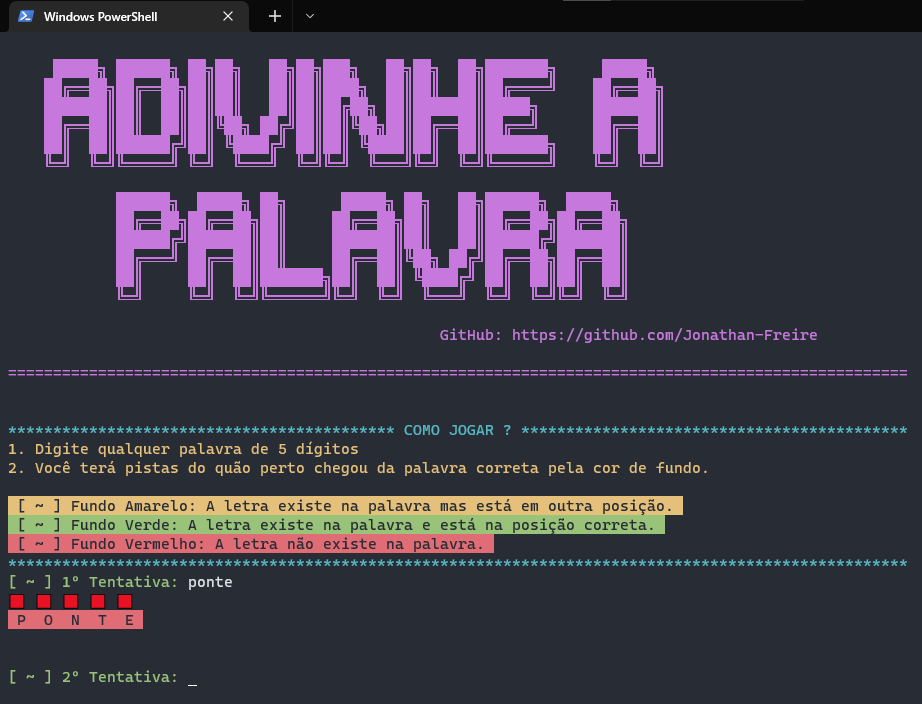 Windows PowerShell
ADIVINHE A
PALAVRA
GitHub: https://github.com/Jonathan-Freire
====================================================================================================
******************************************* COMO JOGAR ? *******************************************
1. Digite qualquer palavra de 5 dígitos
2. Você terá pistas do quão perto chegou da palavra correta pela cor de fundo.
[ ~ ] Fundo Amarelo: A letra existe na palavra mas está em outra posição.
[ ~ ] Fundo Verde: A letra existe na palavra e está na posição correta.
[ ~ ] Fundo Vermelho: A letra não existe na palavra.
****************************************************************************************************
[ ~ ] 1º Tentativa: ponte
P O N T E
[ ~ ] 2º Tentativa: _